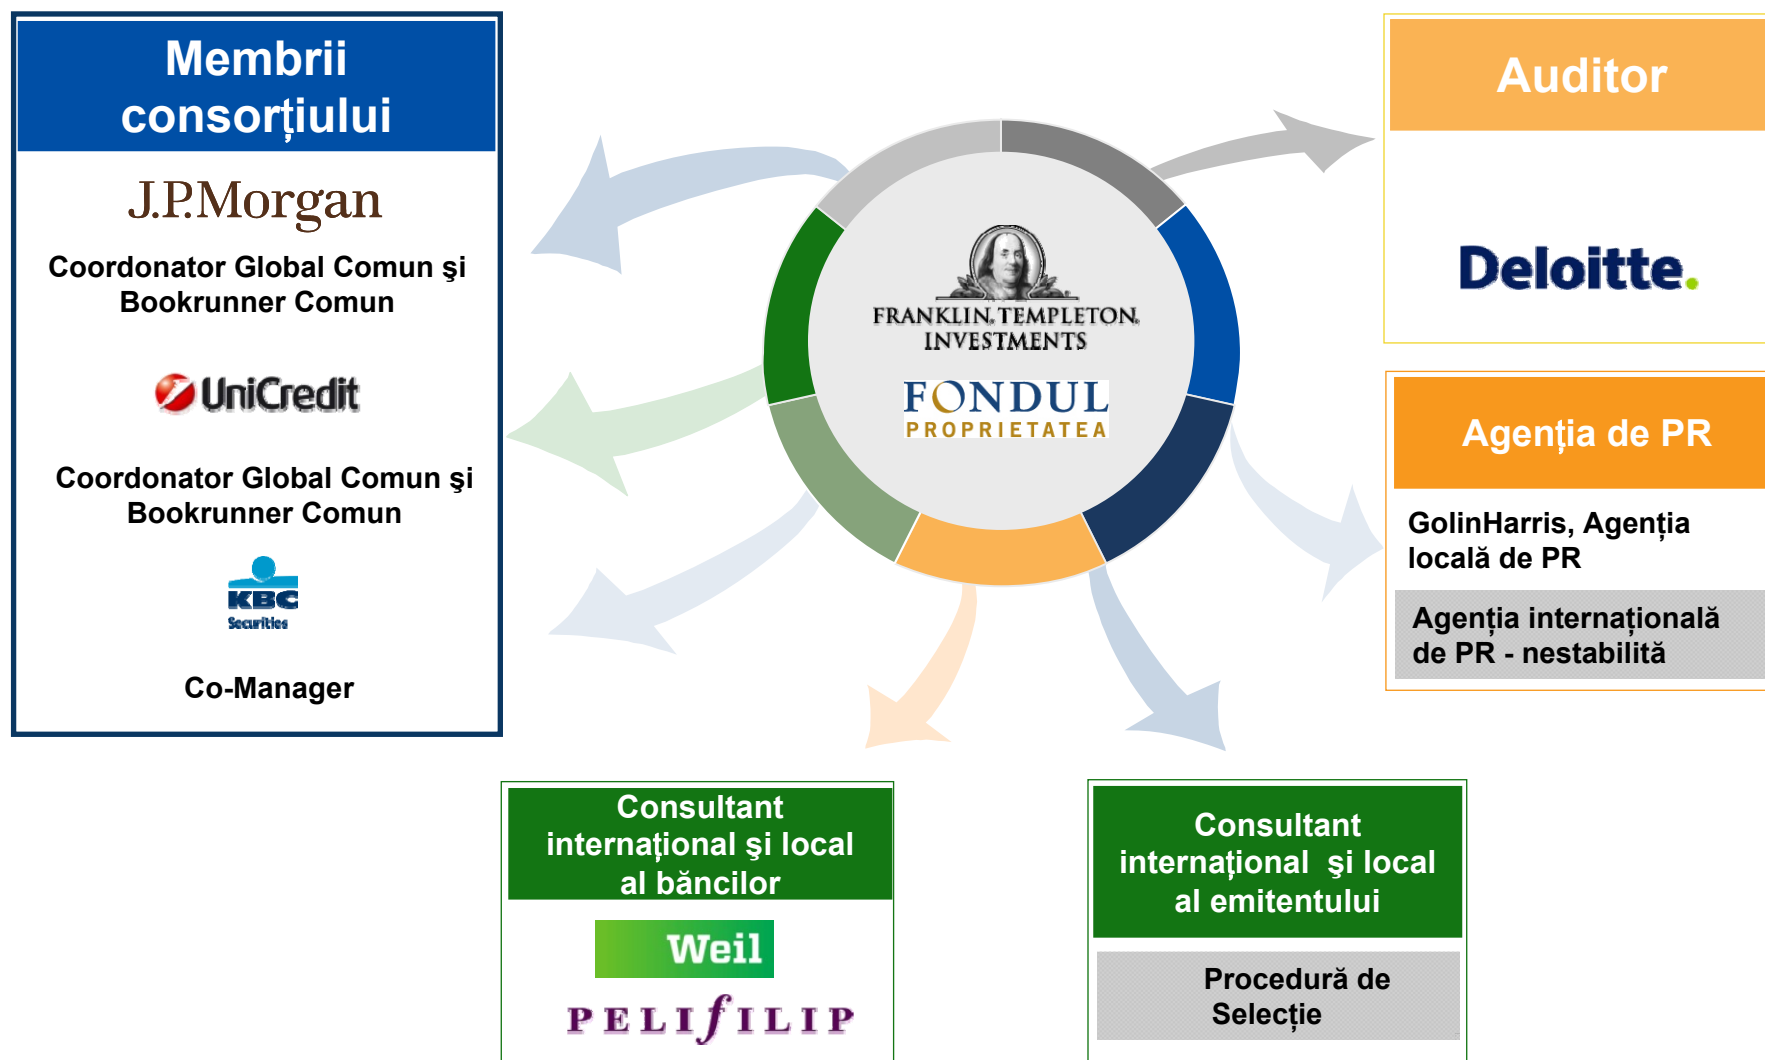 Membrii
consorțiului
J.P.Morgan
Coordonator Global Comun şi
Bookrunner Comun
UniCredit
Coordonator Global Comun şi
Bookrunner Comun
KBC
Securities
Co-Manager
FRANKLIN TEMPLETON
INVESTMENTS
FONDUL
PROPRIETATEA
Auditor
Deloitte.
Agenția de PR
GolinHarris, Agenția
locală de PR
Agenția internațională
de PR - nestabilită
Consultant
internațional şi local
al băncilor
Weil
PELIfILIP
Consultant
internațional şi local
al emitentului
Procedură de
Selecție